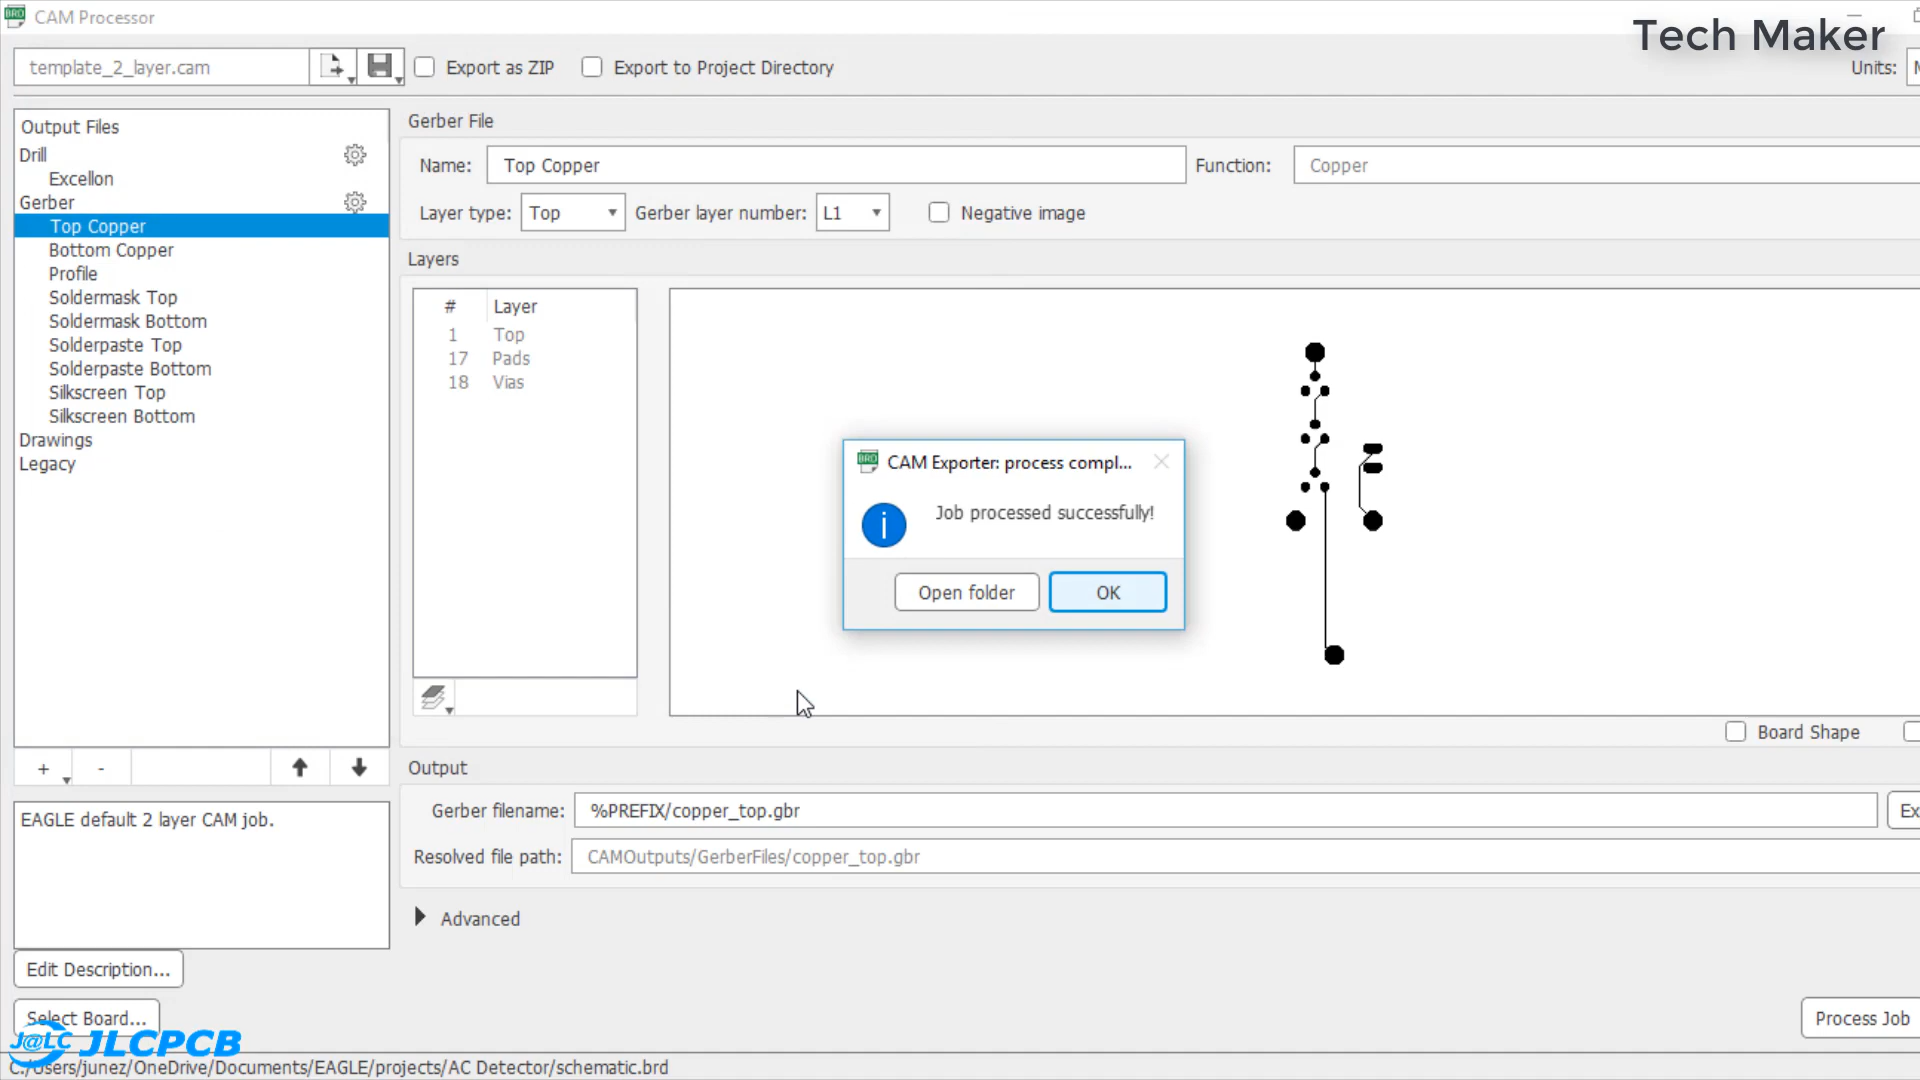 CAM Processor
Tech Maker
template_2_layer.cam
Export as ZIP
Export to Project Directory
Units:
Output Files
Drill
Excellon
Gerber
Top Copper
Bottom Copper
Profile
Soldermask Top
Soldermask Bottom
Solderpaste Top
Solderpaste Bottom
Silkscreen Top
Silkscreen Bottom
Drawings
Legacy
Gerber File
Name: Top Copper Function: Copper
Layer type: Top Gerber layer number: L1 Negative image
Layers
# Layer
1 Top
17 Pads
18 Vias
BRD CAM Exporter: process compl...
Job processed successfully!
Open folder OK
Board Shape
+ -
EAGLE default 2 layer CAM job.
Output
Gerber filename: %PREFIX/copper_top.gbr
Resolved file path: CAMOutputs/GerberFiles/copper_top.gbr
Advanced
Edit Description...
Select Board...
Process Job
J@LC JLCPCB
C:/Users/junez/OneDrive/Documents/EAGLE/projects/AC Detector/schematic.brd